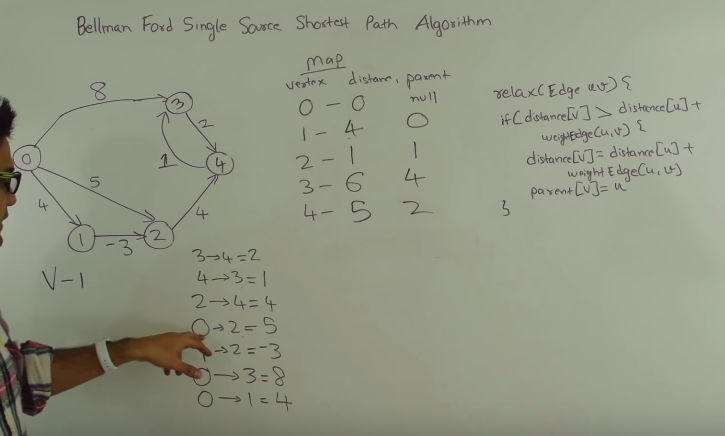 Bellman Ford Single Source Shortest Path Algorithm
map
vertex distanc, parent
0 - 0 null
1 - 4 0
2 - 1 1
3 - 6 4
4 - 5 2
relax(Edge uv) {
if(distance[v] > distance[u] +
weightEdge(u,v) {
distance[v] = distance[u] +
weightEdge(u,v)
parent[v] = u
}
8
3
2
0
1
4
5
4
4
1
-3
2
V-1
3→4=2
4→3=1
2→4=4
0→2=5
→2=-3
0→3=8
0→1=4